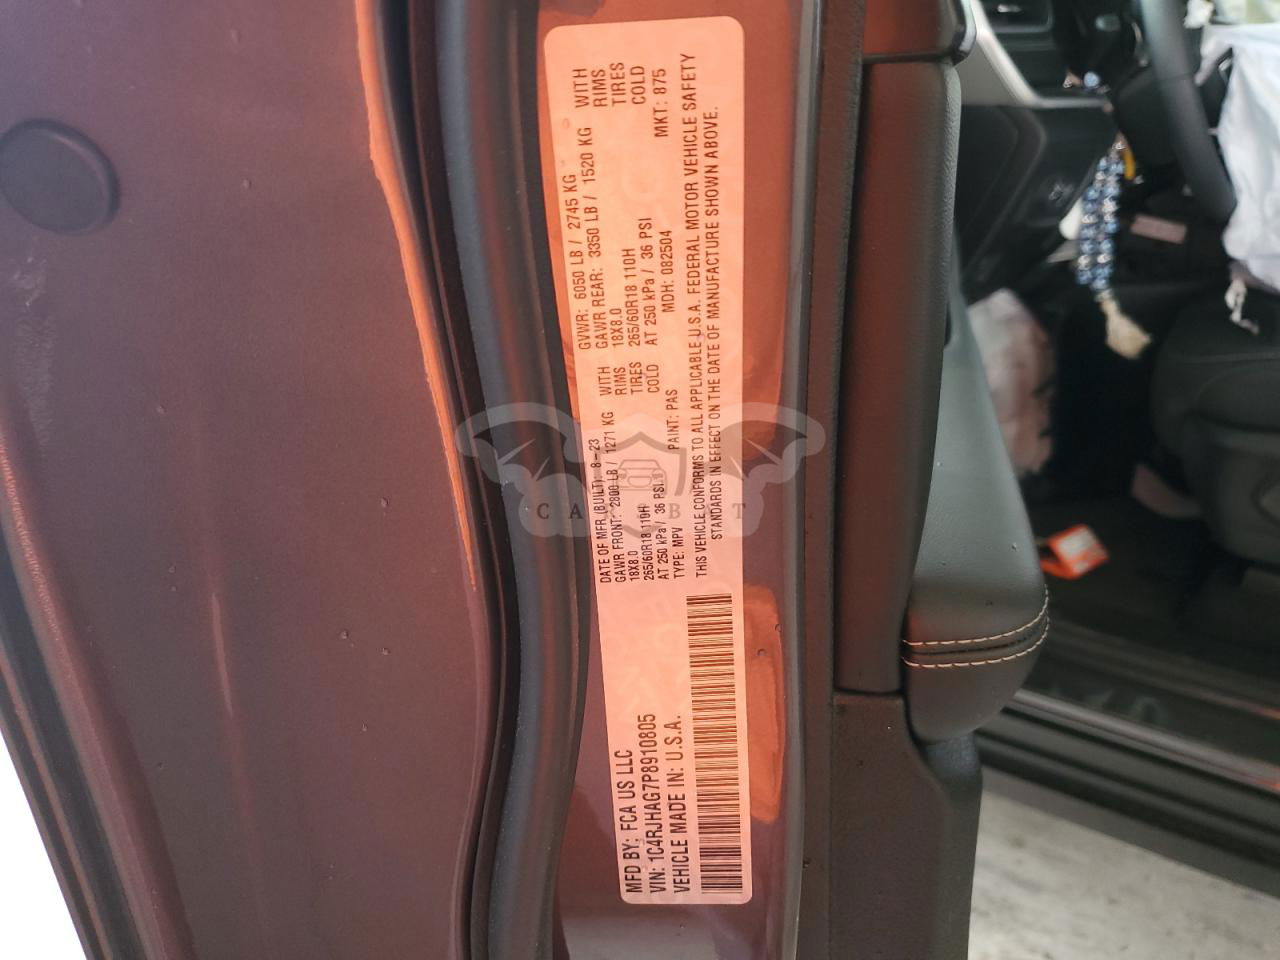 MFD BY: FCA US LLC
DATE OF MFR.(BUILT): 8-23
GVWR: 6050 LB / 2745 KG
GAWR FRONT: 2800 LB / 1271 KG WITH
GAWR REAR: 3350 LB / 1520 KG WITH
18X8.0 RIMS
18X8.0 RIMS
265/60R18 110H TIRES
265/60R18 110H TIRES
AT 250 kPa / 36 PSI COLD
AT 250 kPa / 36 PSI COLD
VIN: 1C4RJHAG7P8910805
TYPE: MPV PAINT: PAS MDH: 082504 MKT: 875
VEHICLE MADE IN: U.S.A.
THIS VEHICLE CONFORMS TO ALL APPLICABLE U.S.A. FEDERAL MOTOR VEHICLE SAFETY
STANDARDS IN EFFECT ON THE DATE OF MANUFACTURE SHOWN ABOVE.